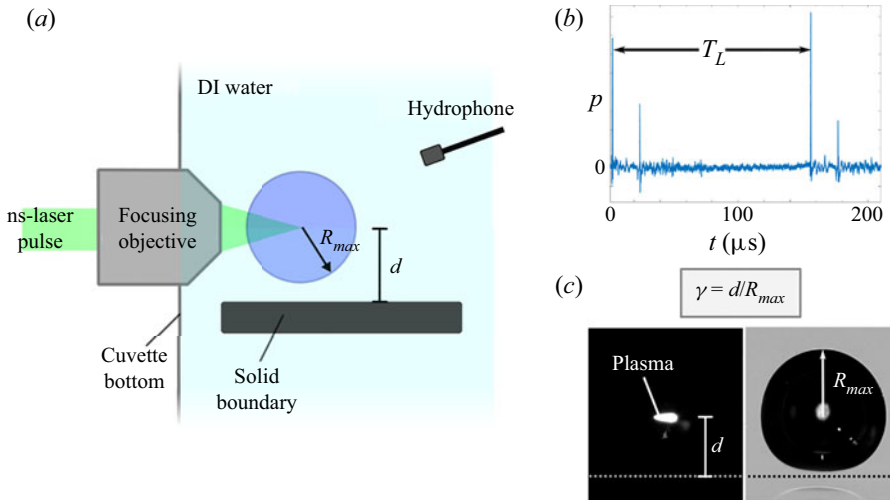 (a)
DI water
Hydrophone
ns-laser
pulse
Focusing
objective
R_max
d
Cuvette
bottom
Solid
boundary
(b)
T_L
p
0
0
100
200
t (μs)
γ = d/R_max
(c)
Plasma
d
R_max